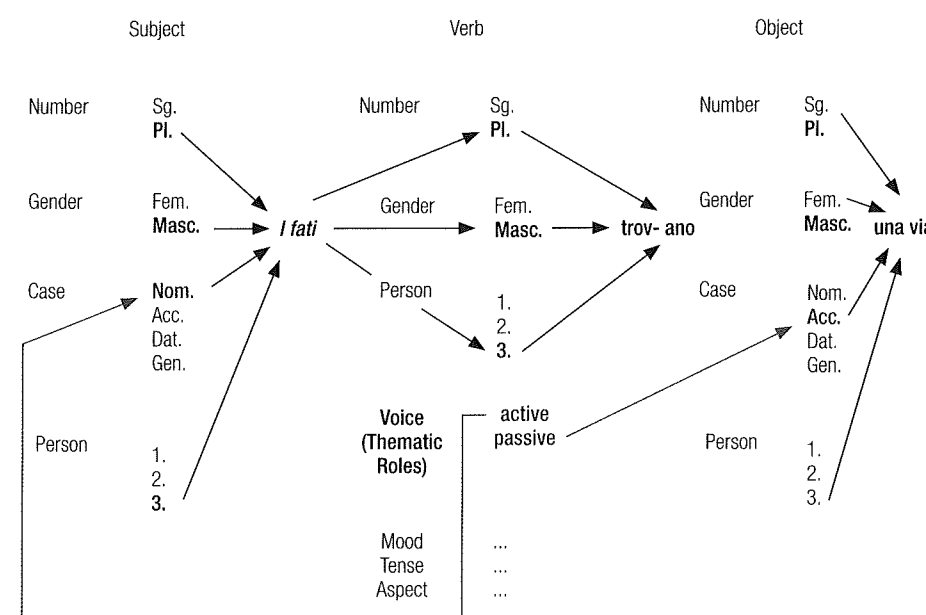 Subject Verb Object
Number Sg. Number Sg. Number Sg.
Pl. Pl. Pl.
Gender Fem. Gender Fem. Gender Fem.
Masc. I fati Masc. trov- ano Masc. una via
Case Nom. Person 1. Case Nom.
Acc. 2. Acc.
Dat. 3. Dat.
Gen. Gen.
Voice active
(Thematic passive
Roles)
Person 1. Person 1.
2. 2.
3. 3.
Mood ...
Tense ...
Aspect ...